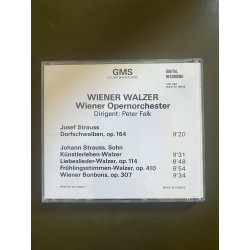 GMS
DIGITAL
RECORDING
WIENER WALZER
Wiener Opernorchester
Dirigent: Peter Falk
Josef Strauss
Dorfschwalben, op. 164 9'20
Johann Strauss, Sohn
Künstlerleben-Walzer 9'31
Liebeslieder-Walzer, op. 114 8'48
Frühlingsstimmen-Walzer, op. 410 6'54
Wiener Bonbons, op. 307 9'34